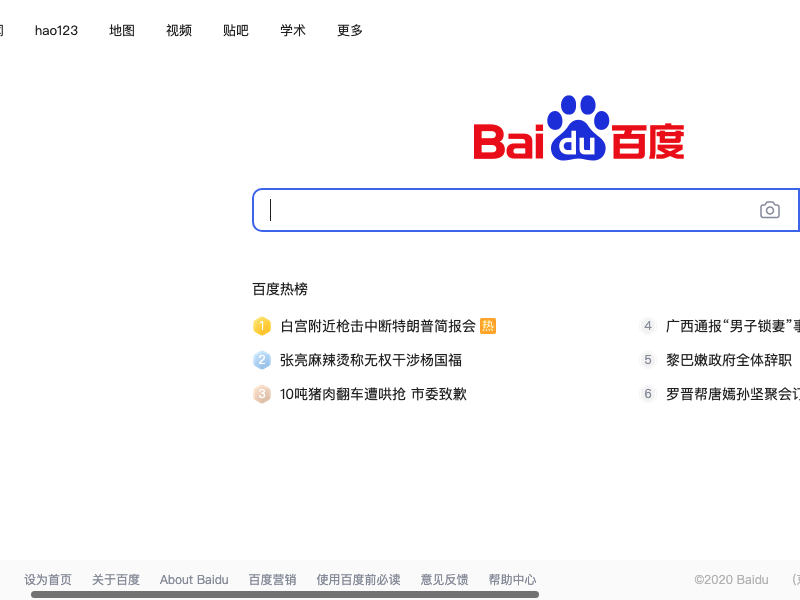 hao123 地图 视频 贴吧 学术 更多
Bai du 百度
百度热榜
1 白宫附近枪击中断特朗普简报会 热
4 广西通报“男子锁妻”
2 张亮麻辣烫称无权干涉杨国福
5 黎巴嫩政府全体辞职
3 10吨猪肉翻车遭哄抢 市委致歉
6 罗晋帮唐嫣孙坚聚会
设为首页 关于百度 About Baidu 百度营销 使用百度前必读 意见反馈 帮助中心 ©2020 Baidu